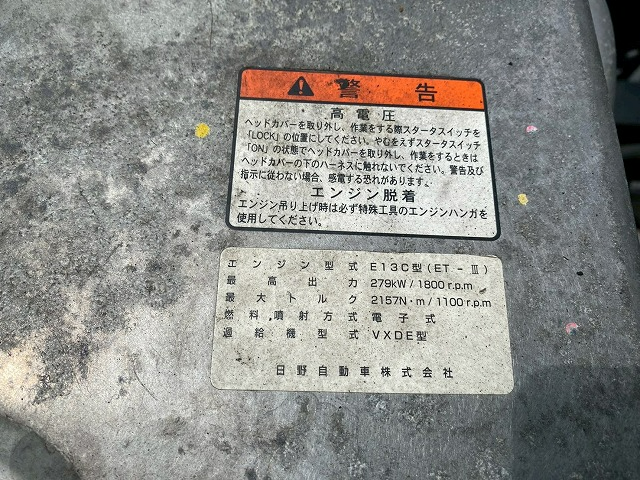 警告
高電圧
ヘッドカバーを取り外し、作業をする際スタータスイッチを
「LOCK」の位置にしてください。やむをえずスタータスイッチ
「ON」の状態でヘッドカバーを取り外し、作業をするときは
ヘッドカバーの下のハーネスに触れないでください。警告及び
指示に従わない場合、感電する恐れがあります。
エンジン脱着
エンジン吊り上げ時は必ず特殊工具のエンジンハンガを
使用してください。
エンジン型式 E13C型(ET-Ⅲ)
最高出力 279kW/1800r.p.m
最大トルク 2157N·m/1100r.p.m
燃料噴射方式 電子式
過給機型式 VXDE型
日野自動車株式会社